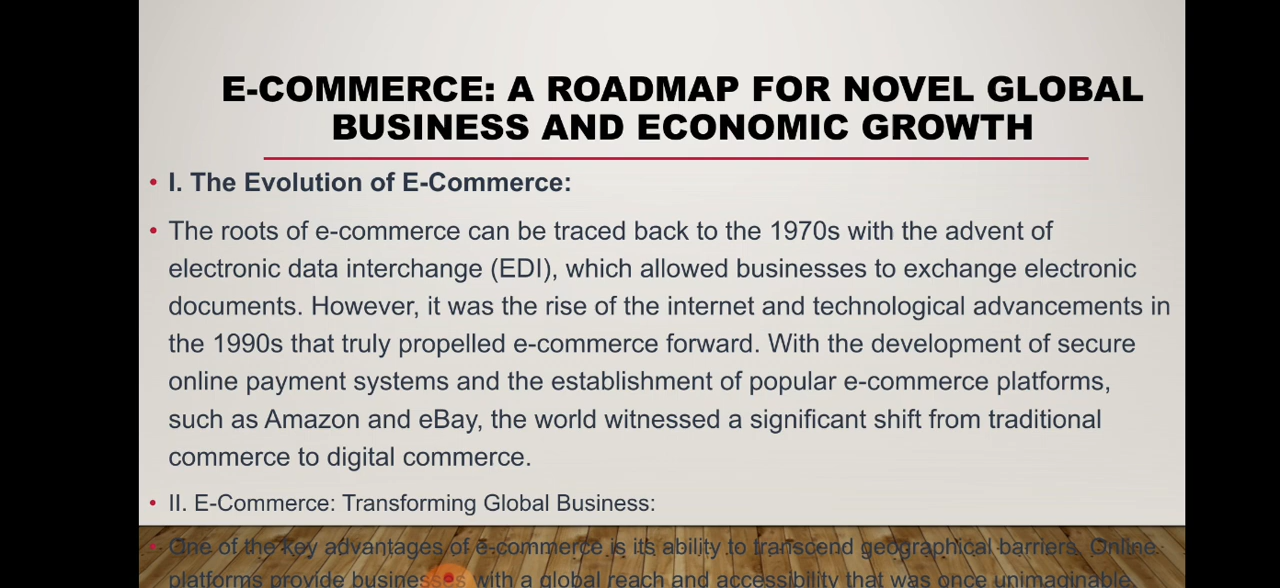 E-COMMERCE: A ROADMAP FOR NOVEL GLOBAL
BUSINESS AND ECONOMIC GROWTH
• I. The Evolution of E-Commerce:
• The roots of e-commerce can be traced back to the 1970s with the advent of
electronic data interchange (EDI), which allowed businesses to exchange electronic
documents. However, it was the rise of the internet and technological advancements in
the 1990s that truly propelled e-commerce forward. With the development of secure
online payment systems and the establishment of popular e-commerce platforms,
such as Amazon and eBay, the world witnessed a significant shift from traditional
commerce to digital commerce.
• II. E-Commerce: Transforming Global Business:
• One of the key advantages of e-commerce is its ability to transcend geographical barriers. Online
platforms provide businesses with a global reach and accessibility that was once unimaginable.